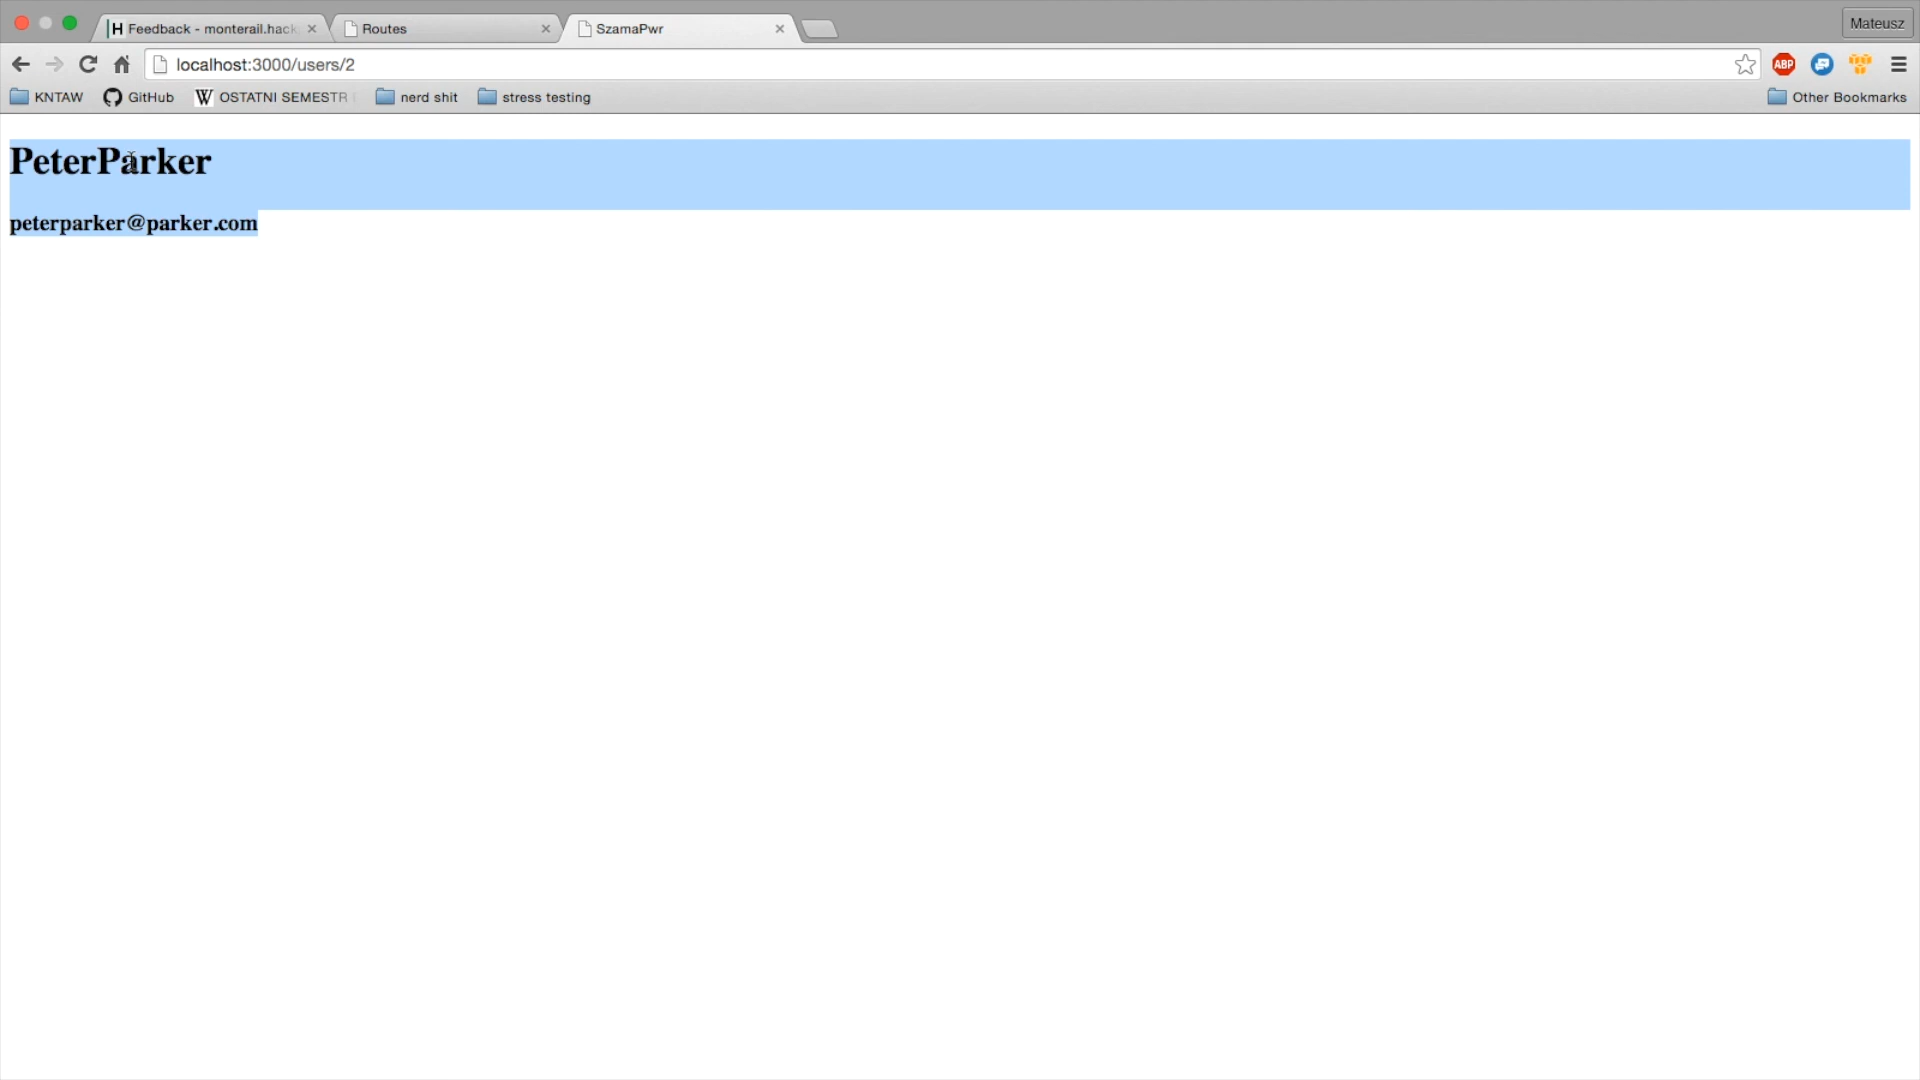 Feedback - monterail.hack
Routes
SzamaPwr
Mateusz
localhost:3000/users/2
ABP
KNTAW
GitHub
W OSTATNI SEMESTR
nerd shit
stress testing
Other Bookmarks
PeterParker
peterparker@parker.com